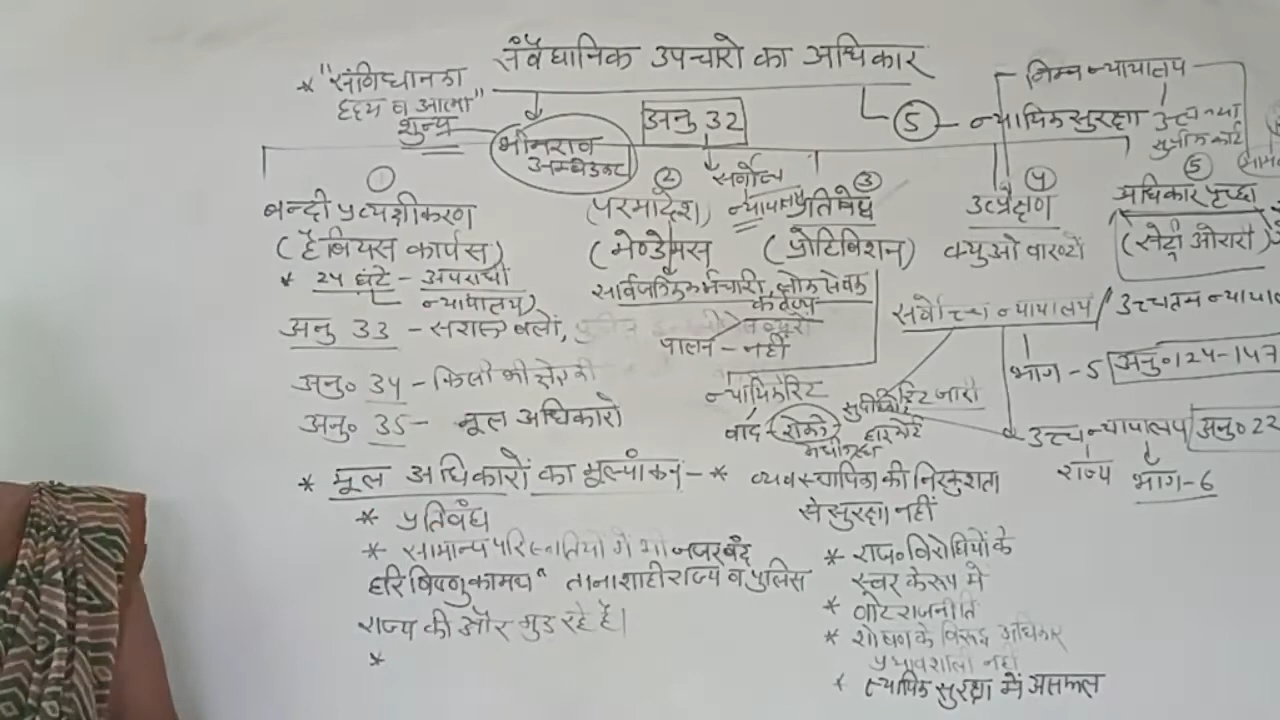 संवैधानिक उपचारो का अधिकार
* "संविधान का
हृदय व आत्मा"
शून्य
भीमराव
अम्बेडकर
अनु 32
5 - न्यायिक सुरक्षा
निम्न न्यायालय
उच्च न्या
सुप्रीम कोर्ट
सर्वोच्च
न्यायालय
1
बन्दी प्रत्यक्षीकरण
(हैबियस कार्पस)
* 24 घंटे - अपराधी
न्यायालय
2
(परमादेश)
(मेण्डेमस
सार्वजनिक कर्मचारी, लोक सेवक
पालन - नहीं
3
प्रतिषेध
(प्रोटिबिशन)
न्यायिक रिट
वाद - रोको
4
उत्प्रेक्षण
क्युओ वारण्टो
5
अधिकार पृच्छा
(सेर्ट्री ओरारी)
अनु 33 - सशस्त्र बलों,
अनु० 34 -
अनु० 35 - मूल अधिकारो
सर्वोच्च न्यायालय / उच्चतम न्याया
भाग - 5 अनु० 124-147
रिट जारी
उच्च न्यायालय अनु० 22
राज्य भाग-6
* मूल अधिकारों का मूल्यांकन -
* प्रतिबंध
* सामान्य परिस्थितियो में भी नजरबंद
हरि विष्णु कामथ" तानाशाही राज्य व पुलिस
राज्य की और मुड रहे है।
*
* व्यवस्थापिका की निरकुशता
से सुरक्षा नहीं
* राज० विरोधियों के
स्वर के रूप में
* वोट राजनीति
* शोषण के विरूद्ध अधिकार
प्रभावशाली नहीं
* न्यायिक सुरक्षा में असफल